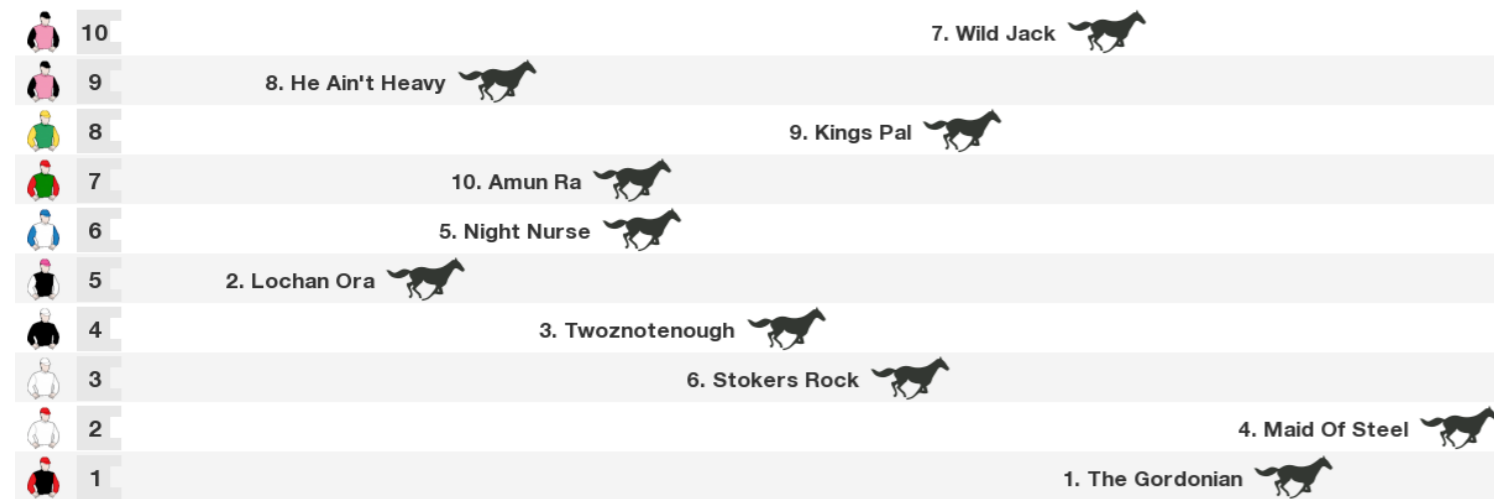 10 7. Wild Jack
9 8. He Ain't Heavy
8 9. Kings Pal
7 10. Amun Ra
6 5. Night Nurse
5 2. Lochan Ora
4 3. Twoznotenough
3 6. Stokers Rock
2 4. Maid Of Steel
1 1. The Gordonian